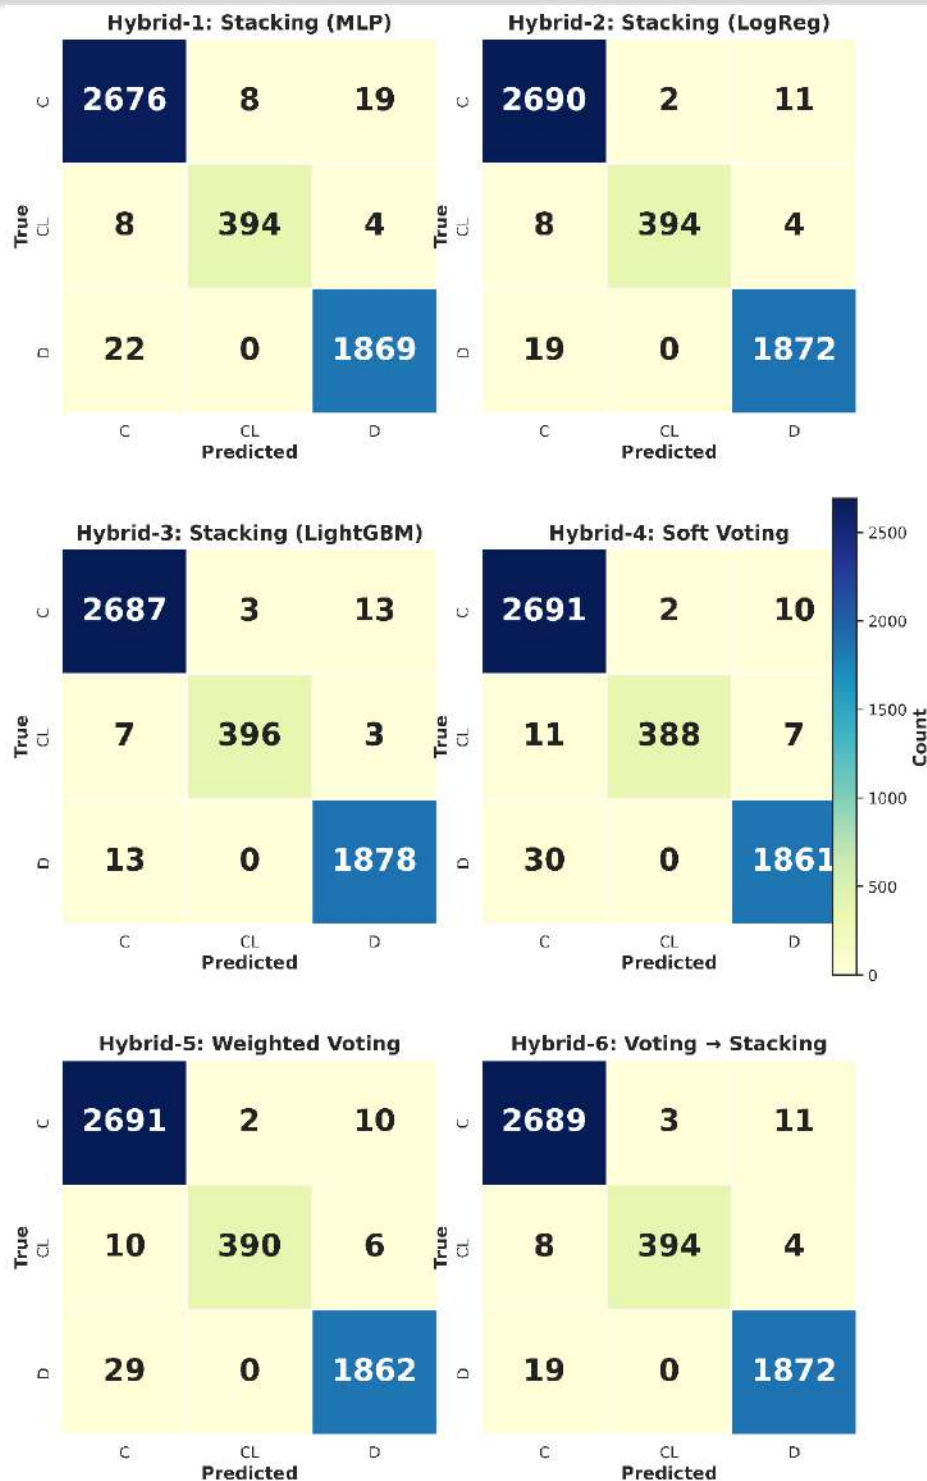 Hybrid-1: Stacking (MLP)
C 2676 8 19
True CL 8 394 4
D 22 0 1869
C CL D
Predicted
Hybrid-2: Stacking (LogReg)
C 2690 2 11
True CL 8 394 4
D 19 0 1872
C CL D
Predicted
Hybrid-3: Stacking (LightGBM)
C 2687 3 13
True CL 7 396 3
D 13 0 1878
C CL D
Predicted
Hybrid-4: Soft Voting
C 2691 2 10
True CL 11 388 7
D 30 0 1861
C CL D
Predicted
2500
2000
1500
1000
500
0
Count
Hybrid-5: Weighted Voting
C 2691 2 10
True CL 10 390 6
D 29 0 1862
C CL D
Predicted
Hybrid-6: Voting → Stacking
C 2689 3 11
True CL 8 394 4
D 19 0 1872
C CL D
Predicted